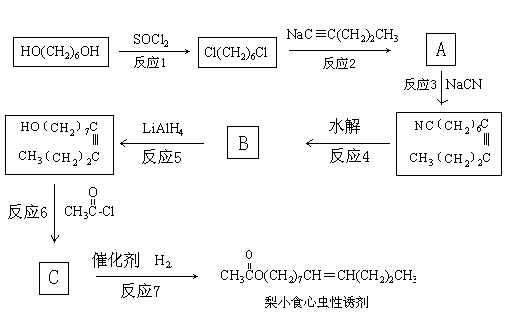 HO(CH₂)₆OH
SOCl₂
反应1
Cl(CH₂)₆Cl
NaC≡C(CH₂)₂CH₃
反应2
A
反应3 NaCN
NC(CH₂)₆C
|||
CH₃(CH₂)₂C
水解
反应4
B
LiAlH₄
反应5
HO(CH₂)₇C
|||
CH₃(CH₂)₂C
反应6
O
CH₃C-Cl
C
催化剂 H₂
反应7
O
CH₃CO(CH₂)₇CH=CH(CH₂)₂CH₃
梨小食心虫性诱剂